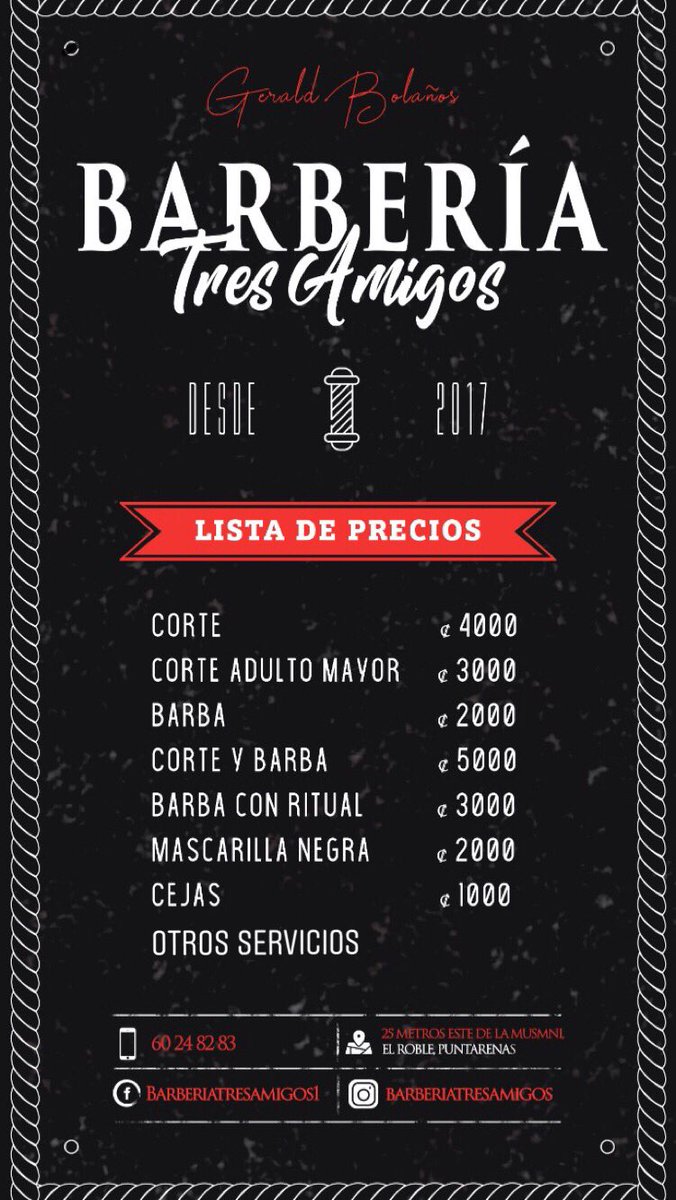 Gerald Bolaños
BARBERÍA
Tres Amigos
DESDE 2017
LISTA DE PRECIOS
CORTE ₡ 4000
CORTE ADULTO MAYOR ₡ 3000
BARBA ₡ 2000
CORTE Y BARBA ₡ 5000
BARBA CON RITUAL ₡ 3000
MASCARILLA NEGRA ₡ 2000
CEJAS ₡ 1000
OTROS SERVICIOS
60 24 82 83
25 METROS ESTE DE LA MUSMNI,
EL ROBLE, PUNTARENAS
BARBERIATRESAMIGOS1
BARBERIATRESAMIGOS